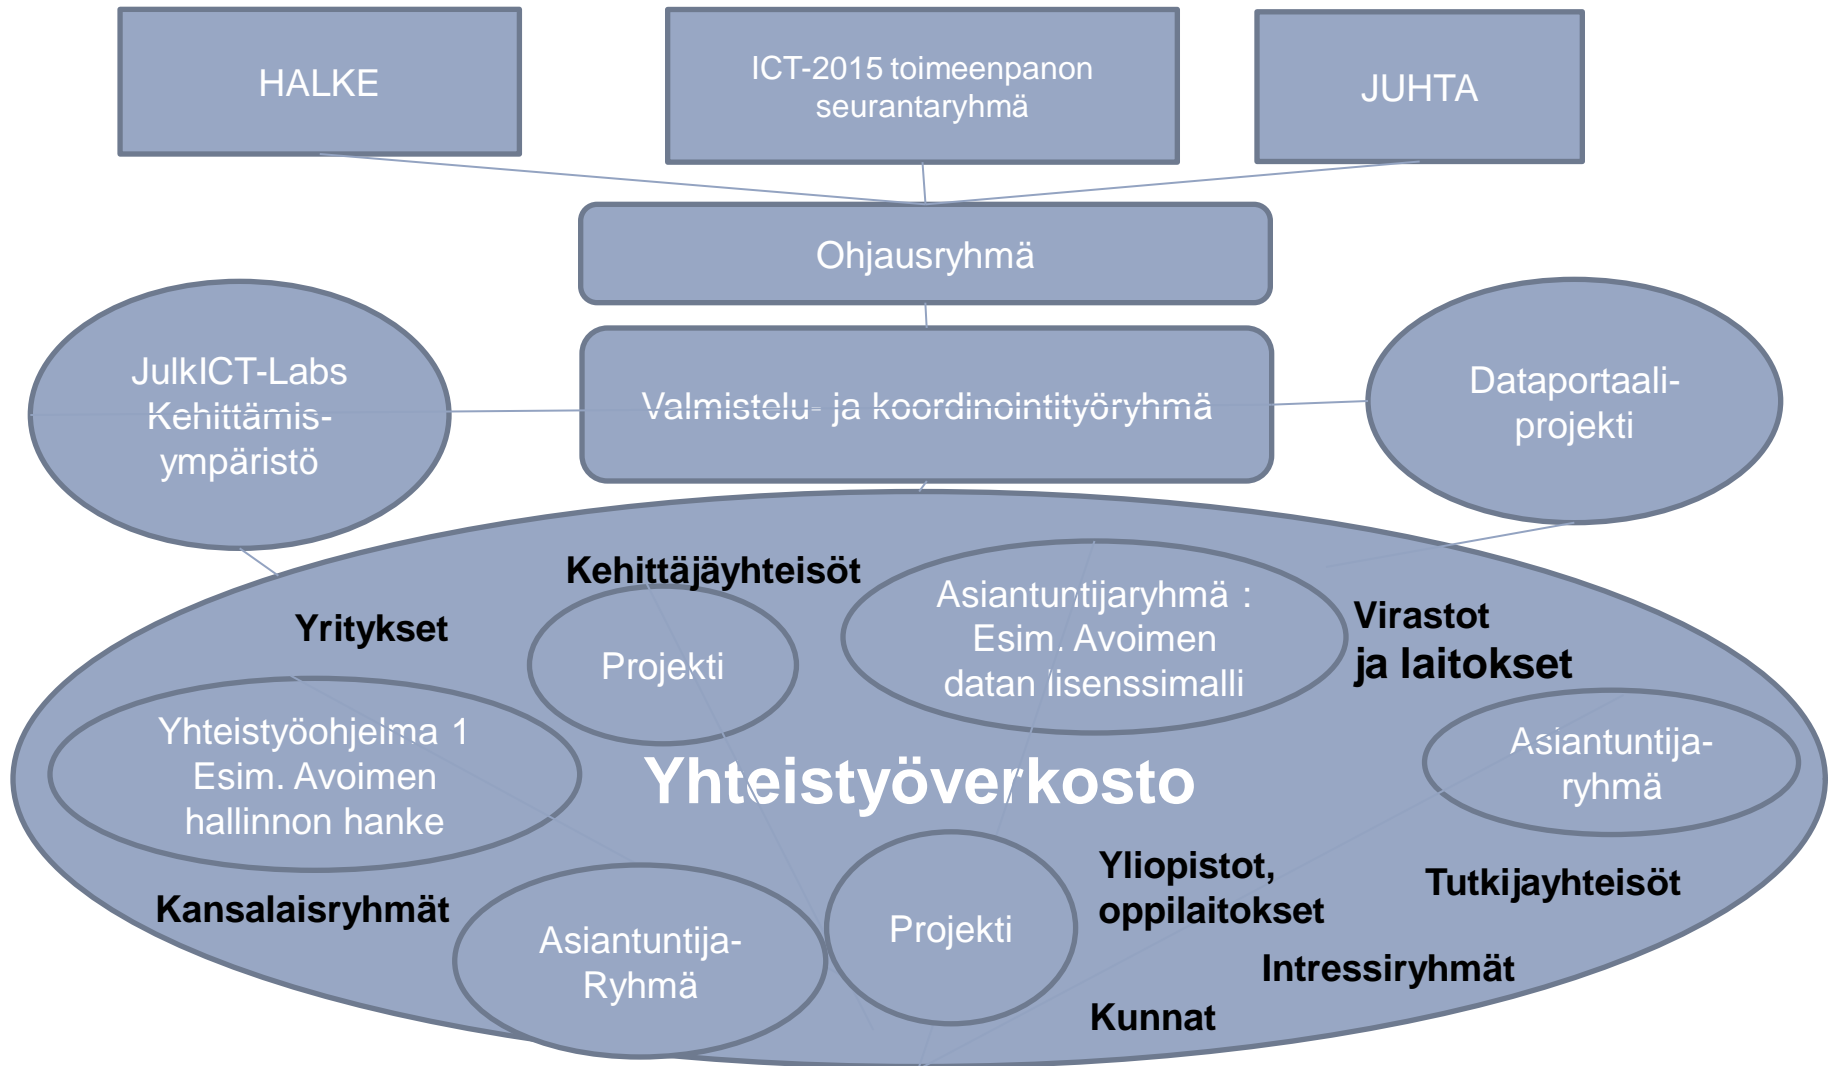 HALKE
ICT-2015 toimeenpanon
seurantaryhmä
JUHTA
Ohjausryhmä
JulkICT-Labs
Kehittämis-
ympäristö
Valmistelu- ja koordinointityöryhmä
Dataportaali-
projekti
Kehittäjäyhteisöt
Yritykset
Projekti
Asiantuntijaryhmä :
Esim. Avoimen
datan lisenssimalli
Virastot
ja laitokset
Yhteistyöohjelma 1
Esim. Avoimen
hallinnon hanke
Yhteistyöverkosto
Asiantuntija-
ryhmä
Kansalaisryhmät
Asiantuntija-
Ryhmä
Projekti
Yliopistot,
oppilaitokset
Tutkijayhteisöt
Intressiryhmät
Kunnat